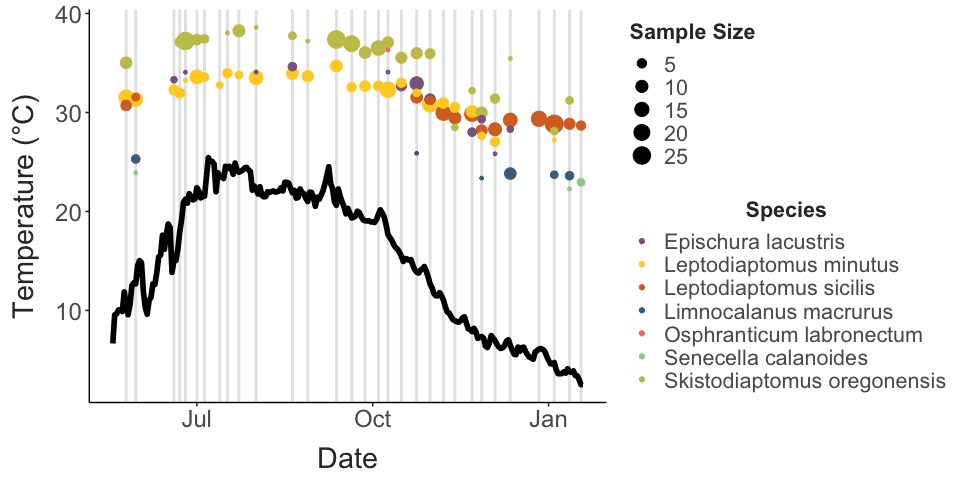 Temperature (°C)
40
30
20
10
Jul
Oct
Jan
Date
Sample Size
5
10
15
20
25
Species
Epischura lacustris
Leptodiaptomus minutus
Leptodiaptomus sicilis
Limnocalanus macrurus
Osphranticum labronectum
Senecella calanoides
Skistodiaptomus oregonensis